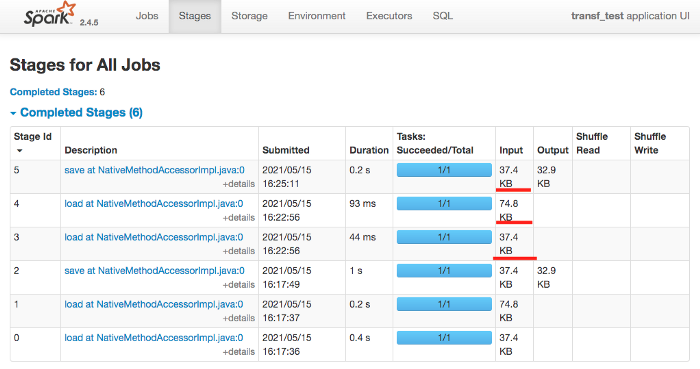 APACHE
Spark 2.4.5 Jobs Stages Storage Environment Executors SQL transf_test application UI
Stages for All Jobs
Completed Stages: 6
Completed Stages (6)
Stage Id Description Submitted Duration Tasks: Succeeded/Total Input Output Shuffle Read Shuffle Write
5 save at NativeMethodAccessorImpl.java:0 +details 2021/05/15 16:25:11 0.2 s 1/1 37.4 KB 32.9 KB
4 load at NativeMethodAccessorImpl.java:0 +details 2021/05/15 16:22:56 93 ms 1/1 74.8 KB
3 load at NativeMethodAccessorImpl.java:0 +details 2021/05/15 16:22:56 44 ms 1/1 37.4 KB
2 save at NativeMethodAccessorImpl.java:0 +details 2021/05/15 16:17:49 1 s 1/1 37.4 KB 32.9 KB
1 load at NativeMethodAccessorImpl.java:0 +details 2021/05/15 16:17:37 0.2 s 1/1 74.8 KB
0 load at NativeMethodAccessorImpl.java:0 +details 2021/05/15 16:17:36 0.4 s 1/1 37.4 KB